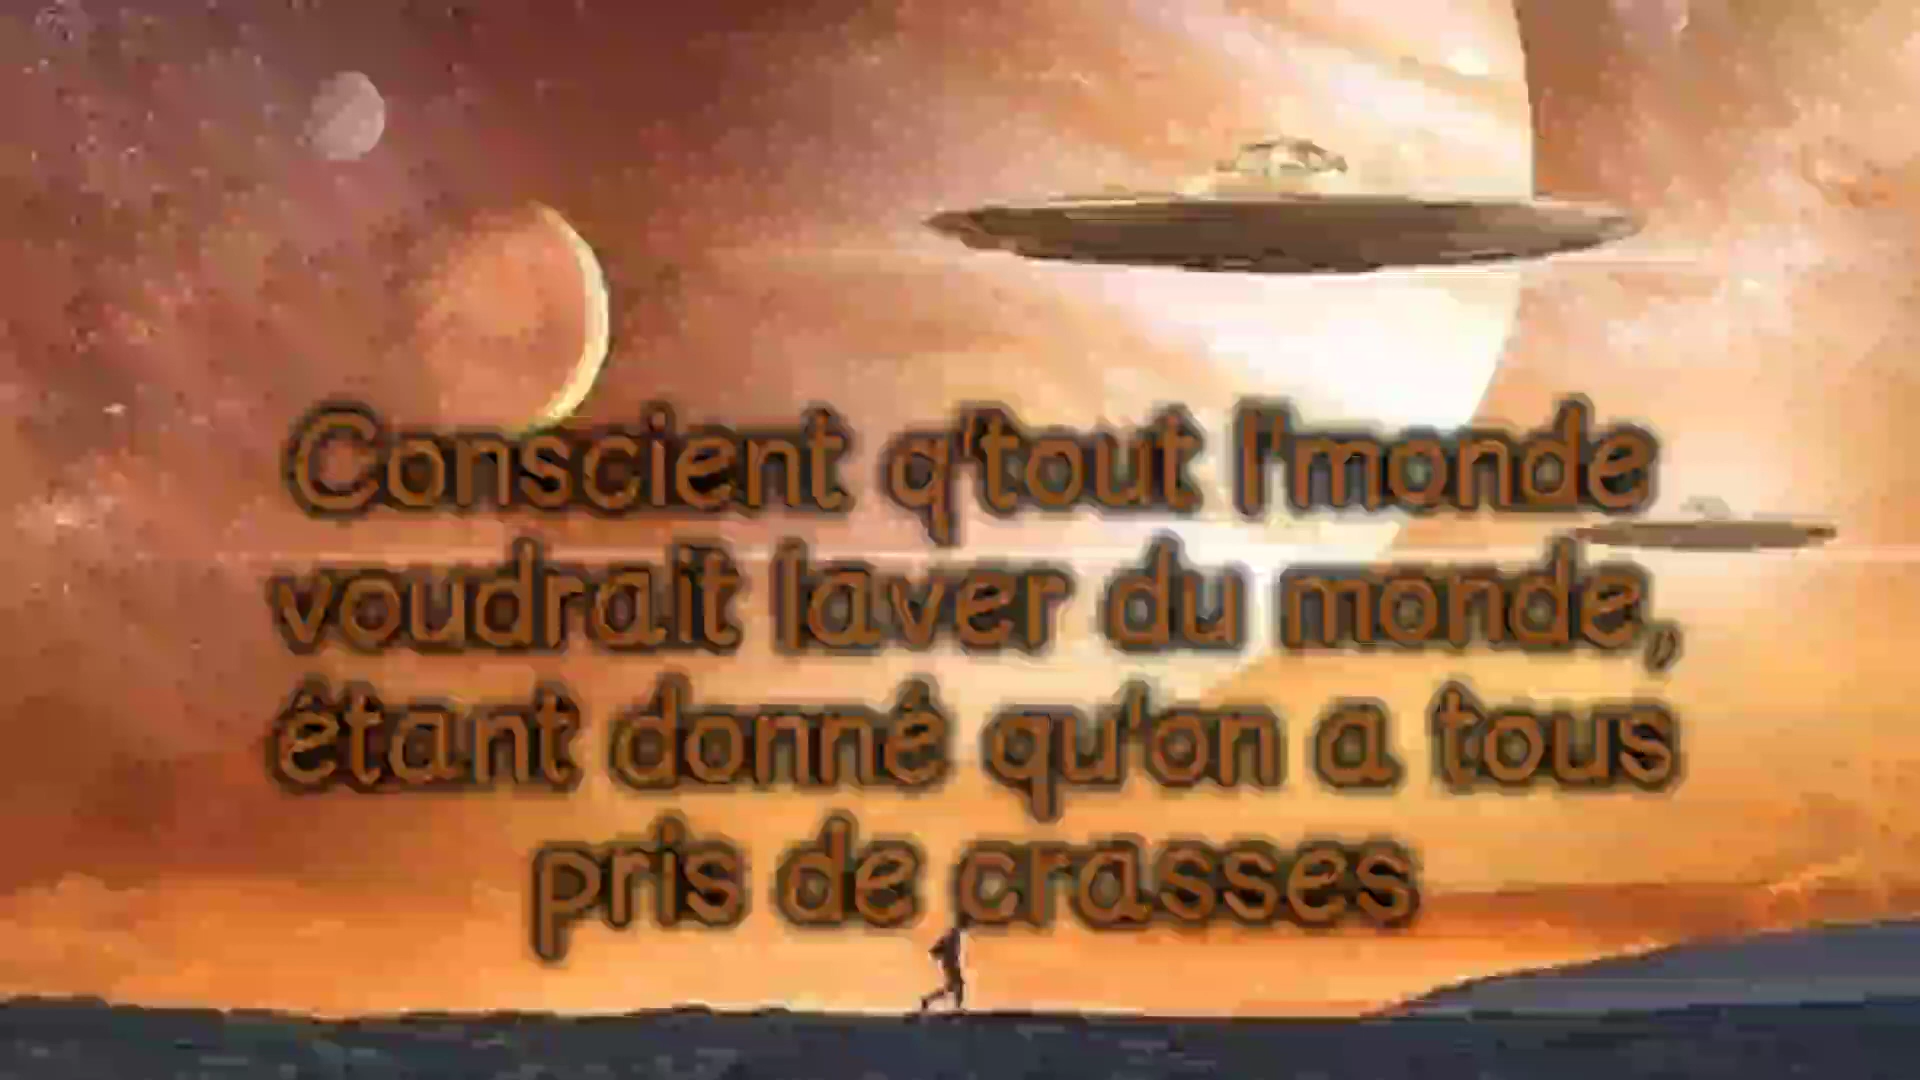 Conscient q'tout l'monde
voudrait laver du monde,
étant donné qu'on a tous
pris de crasses